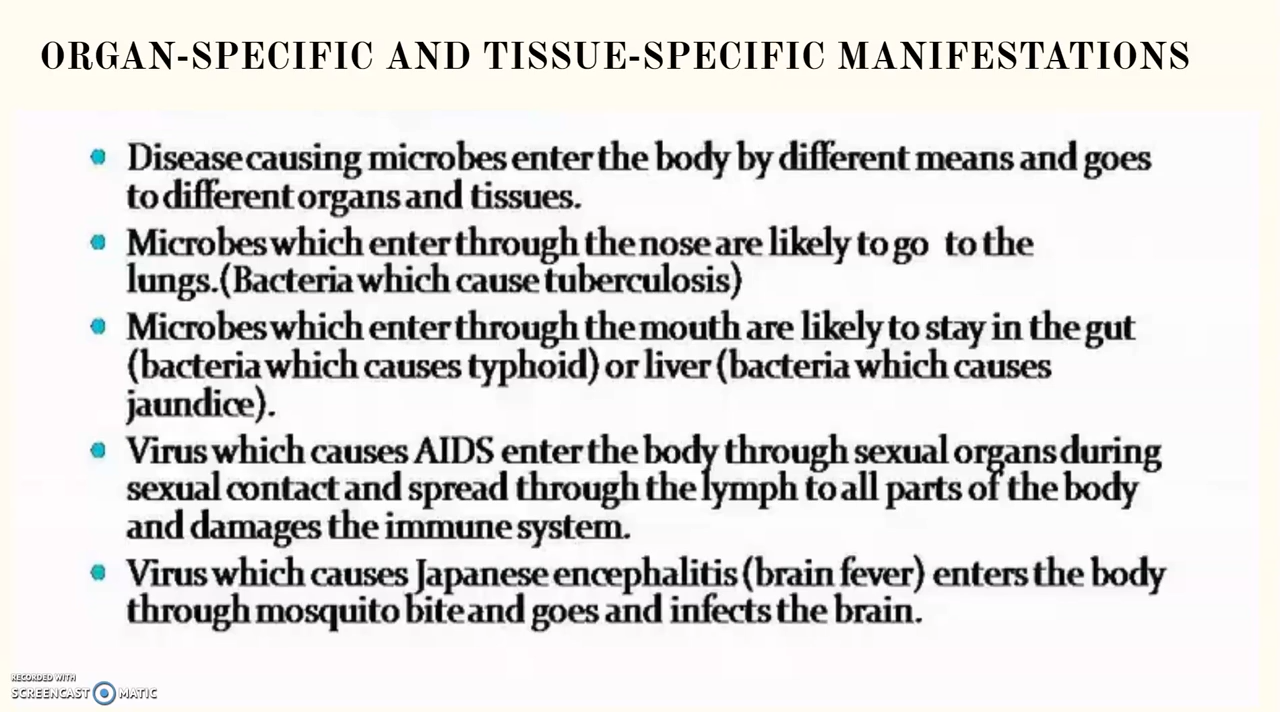 ORGAN-SPECIFIC AND TISSUE-SPECIFIC MANIFESTATIONS
Disease causing microbes enter the body by different means and goes
to different organs and tissues.
Microbes which enter through the nose are likely to go to the
lungs.(Bacteria which cause tuberculosis)
Microbes which enter through the mouth are likely to stay in the gut
(bacteria which causes typhoid) or liver (bacteria which causes
jaundice).
Virus which causes AIDS enter the body through sexual organs during
sexual contact and spread through the lymph to all parts of the body
and damages the immune system.
Virus which causes Japanese encephalitis (brain fever) enters the body
through mosquito bite and goes and infects the brain.
RECORDED WITH
SCREENCAST MATIC